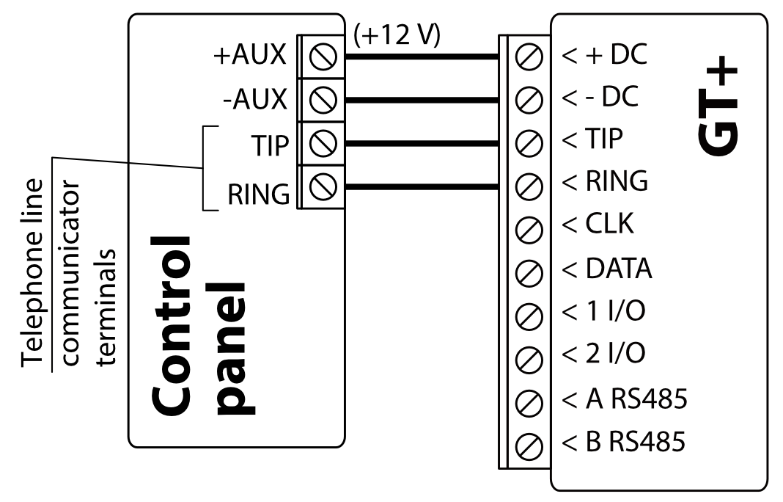 (+12 V)
+AUX
-AUX
TIP
RING
Telephone line
communicator
terminals
Control
panel
GT+
< + DC
< - DC
< TIP
< RING
< CLK
< DATA
< 1 I/O
< 2 I/O
< A RS485
< B RS485